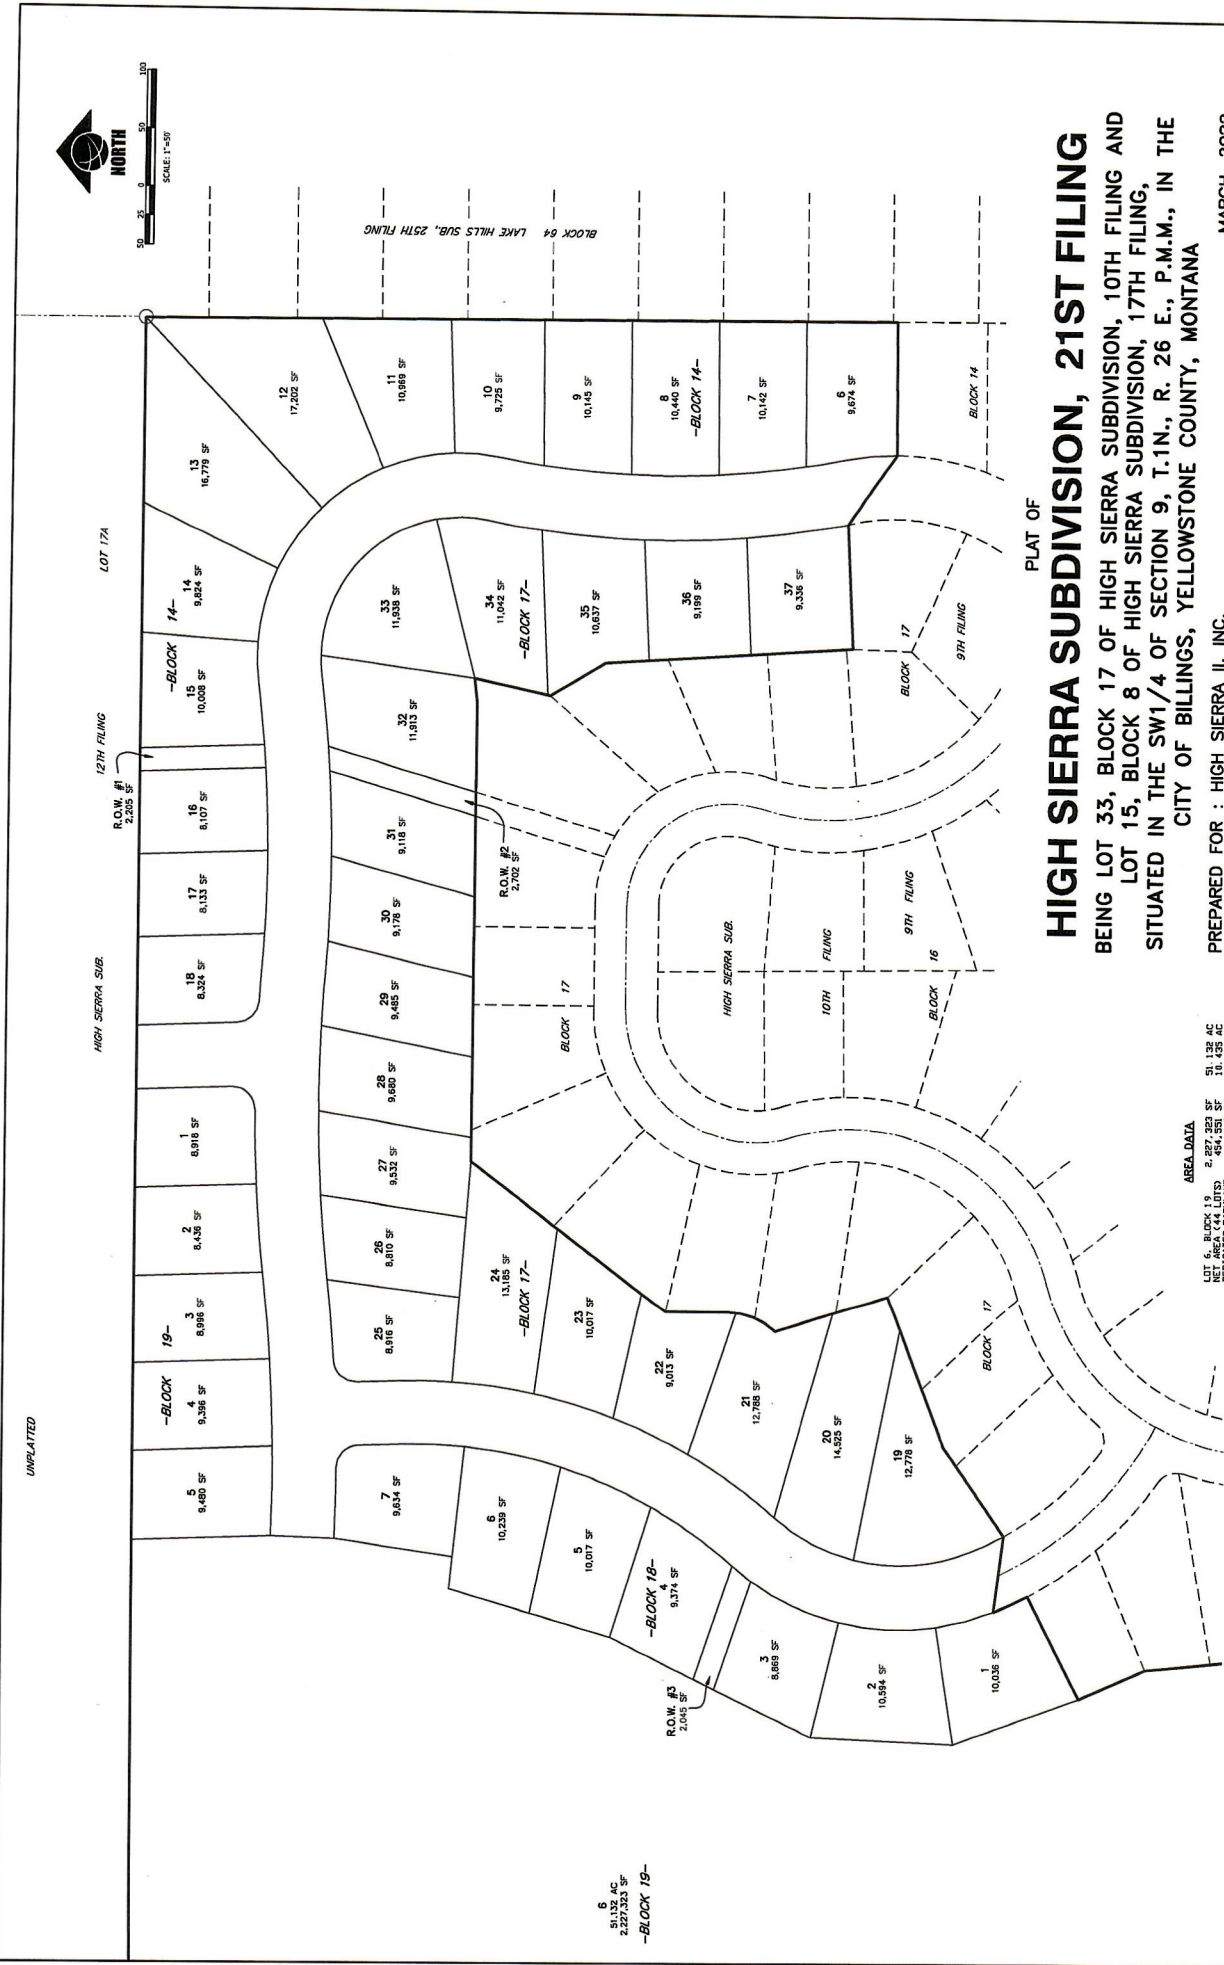 UNPLATTED
HIGH SIERRA SUB.
12TH FILING
LOT 17A
NORTH
50 25 0 50 100
SCALE: 1"=50'
BLOCK 64 LAKE HILLS SUB., 25TH FILING
5
9,480 SF
-BLOCK 19-
4
9,396 SF
3
8,996 SF
2
8,436 SF
1
8,918 SF
18
8,324 SF
17
8,133 SF
16
8,107 SF
R.O.W. #1
2,205 SF
-BLOCK 14-
15
10,008 SF
14
9,824 SF
13
16,779 SF
12
17,202 SF
11
10,969 SF
10
9,725 SF
9
10,145 SF
8
10,440 SF
-BLOCK 14-
7
10,142 SF
6
9,674 SF
BLOCK 14
7
9,634 SF
6
10,239 SF
5
10,017 SF
-BLOCK 18-
4
9,374 SF
R.O.W. #3
2,045 SF
3
8,869 SF
2
10,594 SF
1
10,036 SF
25
8,916 SF
26
8,810 SF
27
9,532 SF
28
9,680 SF
29
9,485 SF
30
9,178 SF
31
9,118 SF
R.O.W. #2
2,702 SF
32
11,913 SF
33
11,938 SF
34
11,042 SF
-BLOCK 17-
35
10,637 SF
36
9,199 SF
37
9,336 SF
24
13,185 SF
-BLOCK 17-
23
10,017 SF
22
9,013 SF
21
12,788 SF
20
14,525 SF
19
12,778 SF
BLOCK 17
HIGH SIERRA SUB.
10TH FILING
BLOCK 16
9TH FILING
BLOCK 17
9TH FILING
BLOCK 17
6
51.132 AC
2,227,323 SF
-BLOCK 19-
PLAT OF
HIGH SIERRA SUBDIVISION, 21ST FILING
BEING LOT 33, BLOCK 17 OF HIGH SIERRA SUBDIVISION, 10TH FILING AND
LOT 15, BLOCK 8 OF HIGH SIERRA SUBDIVISION, 17TH FILING,
SITUATED IN THE SW1/4 OF SECTION 9, T.1N., R. 26 E., P.M.M., IN THE
CITY OF BILLINGS, YELLOWSTONE COUNTY, MONTANA
PREPARED FOR : HIGH SIERRA II, INC.
MARCH
AREA DATA
LOT 6, BLOCK 19 2,227,323 SF 51.132 AC
NET AREA (44 LOTS) 454,551 SF 10.435 AC